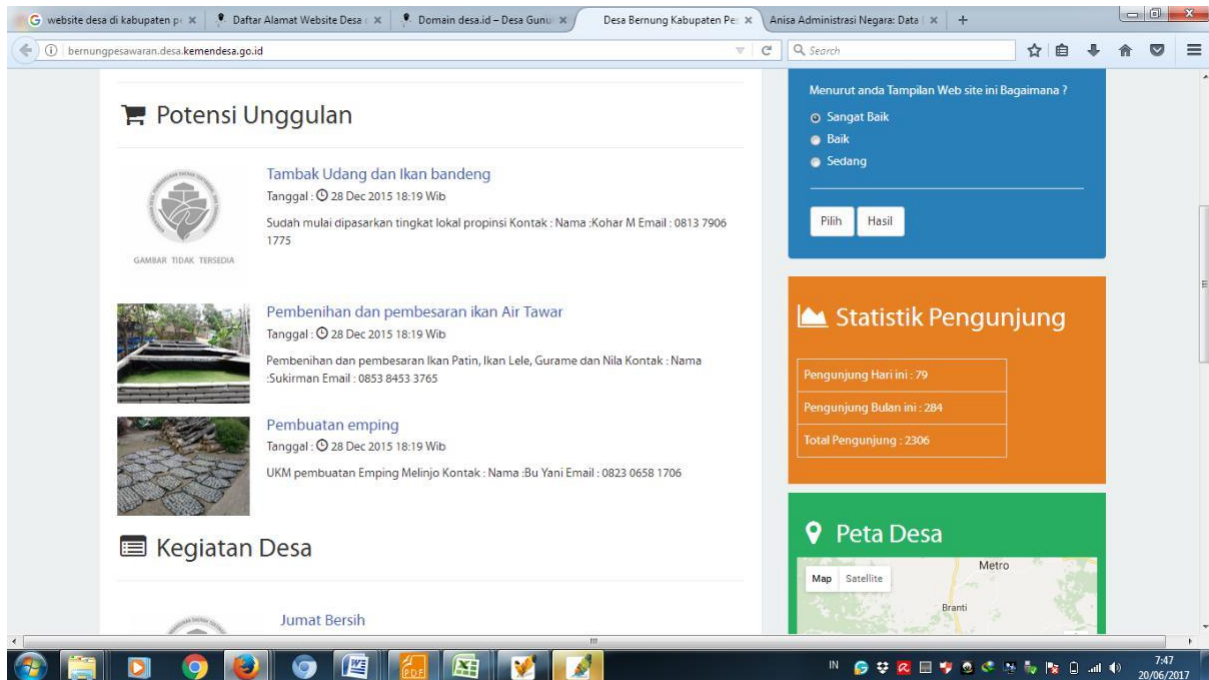 website desa di kabupaten pe
Daftar Alamat Website Desa
Domain desa.id – Desa Gunu
Desa Bernung Kabupaten Pe
Anisa Administrasi Negara: Data
bernungpesawaran.desa.kemendesa.go.id
Search
Potensi Unggulan
GAMBAR TIDAK TERSEDIA
Tambak Udang dan Ikan bandeng
Tanggal : 28 Dec 2015 18:19 Wib
Sudah mulai dipasarkan tingkat lokal propinsi Kontak : Nama :Kohar M Email : 0813 7906
1775
Pembenihan dan pembesaran ikan Air Tawar
Tanggal : 28 Dec 2015 18:19 Wib
Pembenihan dan pembesaran Ikan Patin, Ikan Lele, Gurame dan Nila Kontak : Nama
:Sukirman Email : 0853 8453 3765
Pembuatan emping
Tanggal : 28 Dec 2015 18:19 Wib
UKM pembuatan Emping Melinjo Kontak : Nama :Bu Yani Email : 0823 0658 1706
Kegiatan Desa
Jumat Bersih
Menurut anda Tampilan Web site ini Bagaimana ?
Sangat Baik
Baik
Sedang
Pilih
Hasil
Statistik Pengunjung
Pengunjung Hari ini : 79
Pengunjung Bulan ini : 284
Total Pengunjung : 2306
Peta Desa
Map
Satellite
Metro
Branti
IN
7:47
20/06/2017